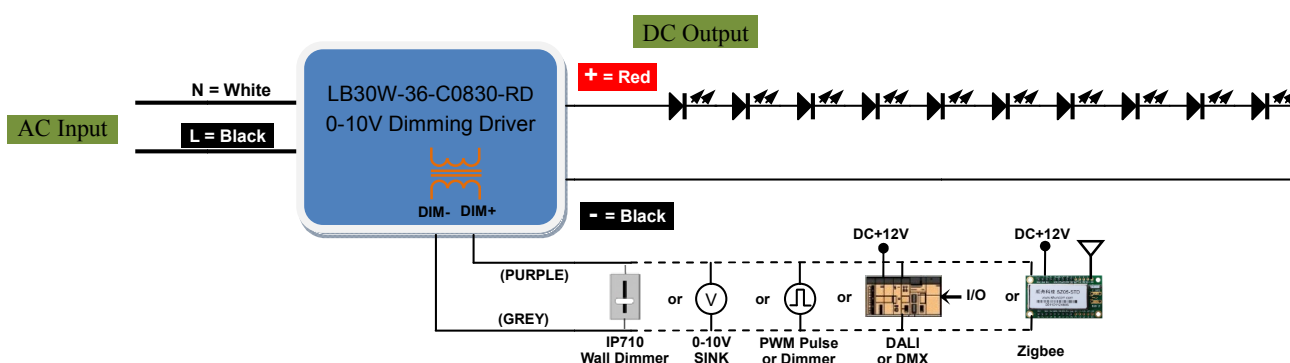 DC Output
N = White
AC Input
L = Black
LB30W-36-C0830-RD
0-10V Dimming Driver
DIM- DIM+
+ = Red
- = Black
(PURPLE)
(GREY)
IP710
Wall Dimmer
or
V
0-10V
SINK
or
PWM Pulse
or Dimmer
or
DC+12V
I/O
DALI
or DMX
or
DC+12V
Zigbee